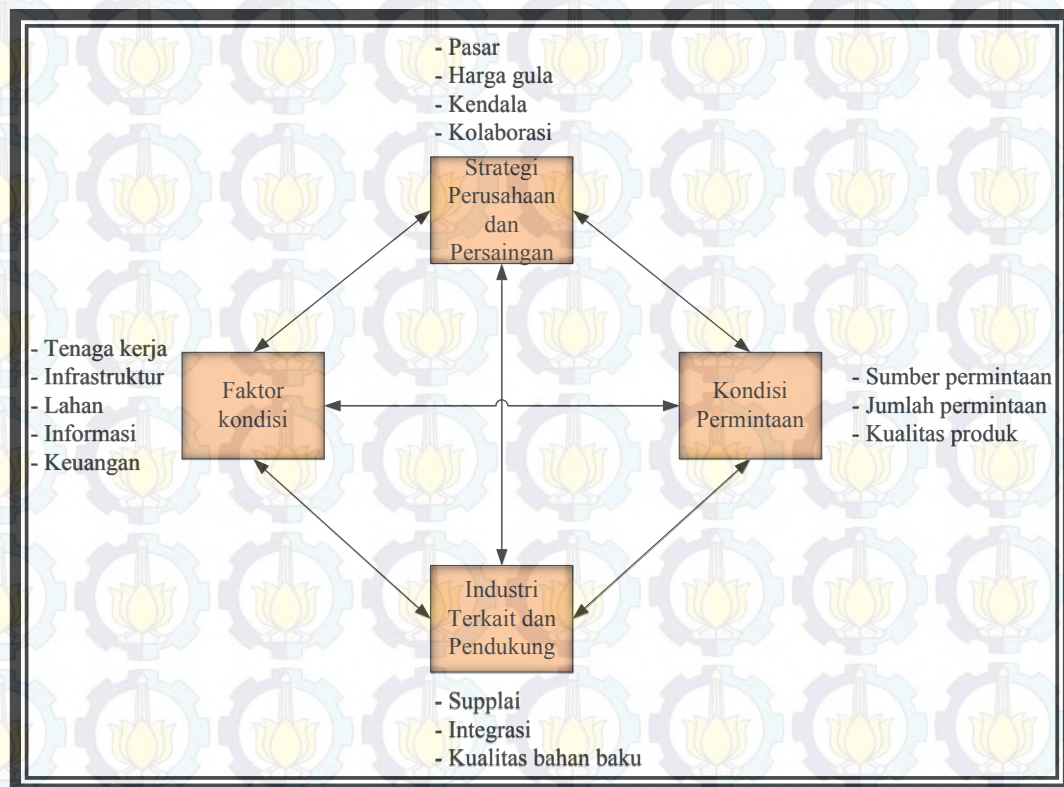 - Pasar
- Harga gula
- Kendala
- Kolaborasi
Strategi
Perusahaan
dan
Persaingan
- Tenaga kerja
- Infrastruktur
- Lahan
- Informasi
- Keuangan
Faktor
kondisi
Kondisi
Permintaan
- Sumber permintaan
- Jumlah permintaan
- Kualitas produk
Industri
Terkait dan
Pendukung
- Supplai
- Integrasi
- Kualitas bahan baku